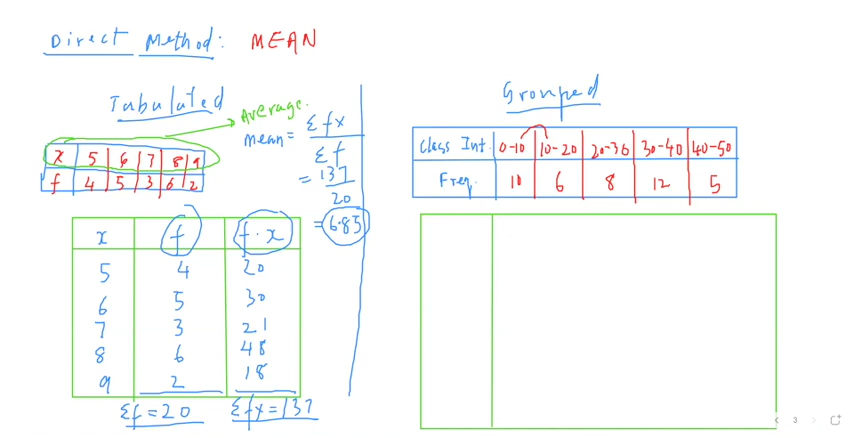 Direct Method: MEAN
Tabulated
Average.
mean = Σfx / Σf
= 137 / 20
= 6.85
x 5 6 7 8 9
f 4 5 3 6 2
x f f·x
5 4 20
6 5 30
7 3 21
8 6 48
9 2 18
Σf = 20 Σfx = 137
Grouped
Class Int. 0-10 10-20 20-30 30-40 40-50
Freq. 10 6 8 12 5
3